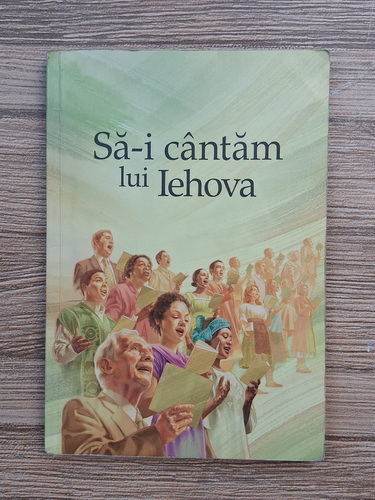 Să-i cântăm
lui Iehova